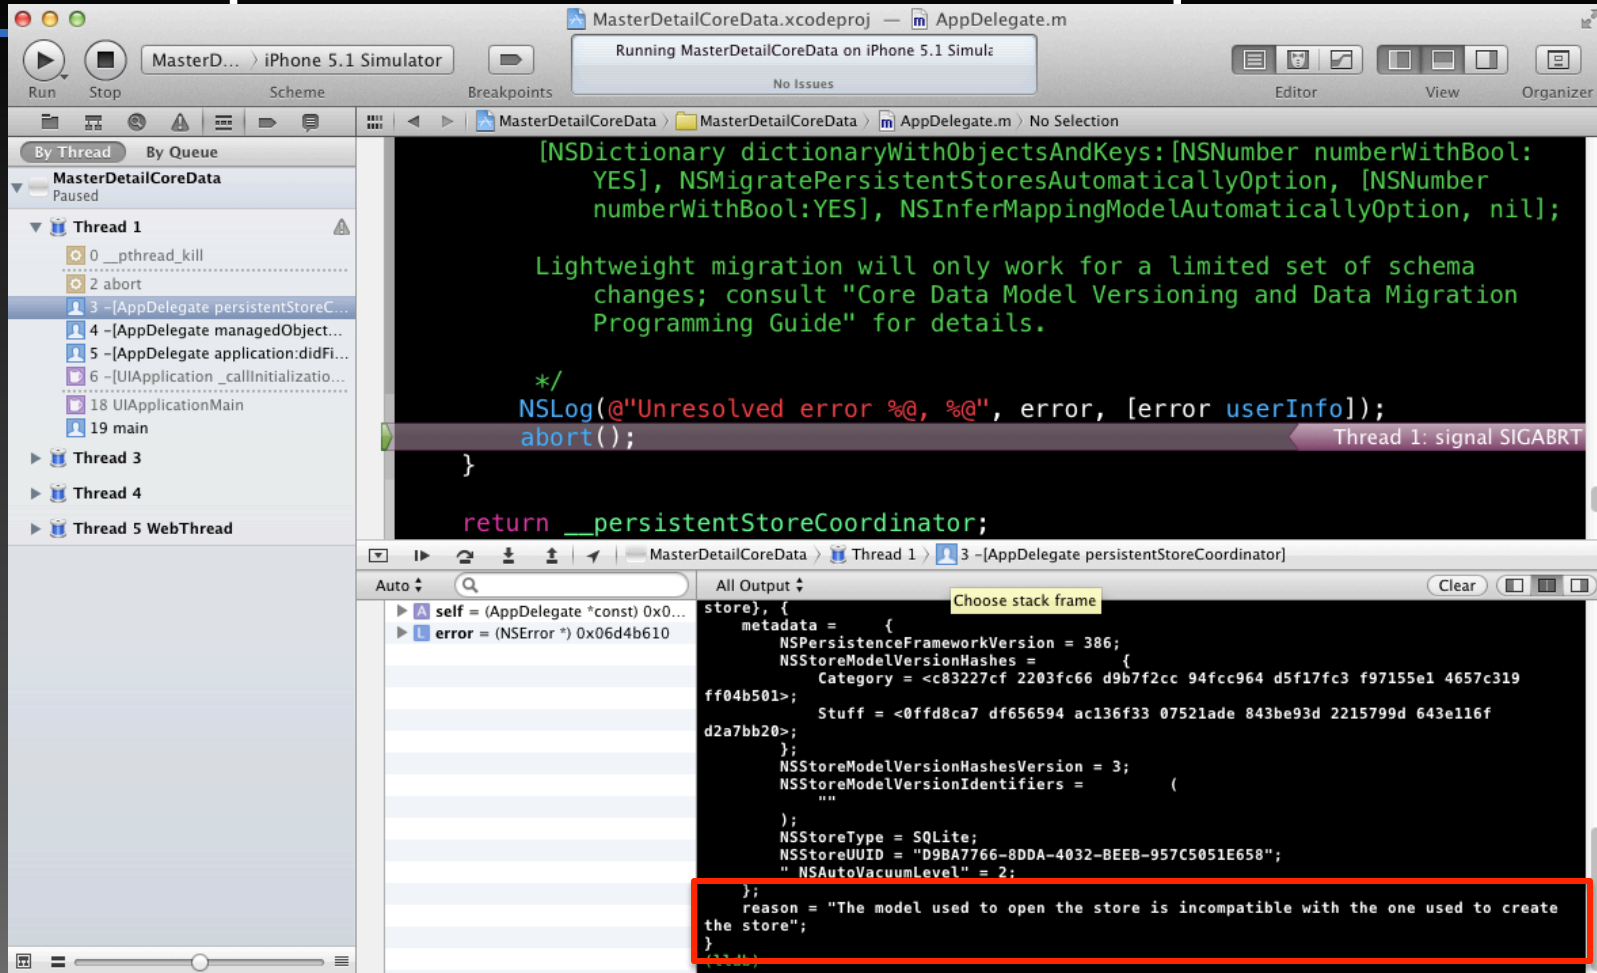 MasterDetailCoreData.xcodeproj — AppDelegate.m
MasterD... iPhone 5.1 Simulator
Running MasterDetailCoreData on iPhone 5.1 Simula
No Issues
Run Stop Scheme Breakpoints Editor View Organizer
MasterDetailCoreData MasterDetailCoreData AppDelegate.m No Selection
By Thread By Queue
MasterDetailCoreData
Paused
Thread 1
0 __pthread_kill
2 abort
3 -[AppDelegate persistentStoreC...
4 -[AppDelegate managedObject...
5 -[AppDelegate application:didFi...
6 -[UIApplication _callInitializatio...
18 UIApplicationMain
19 main
Thread 3
Thread 4
Thread 5 WebThread
[NSDictionary dictionaryWithObjectsAndKeys:[NSNumber numberWithBool:
YES], NSMigratePersistentStoresAutomaticallyOption, [NSNumber
numberWithBool:YES], NSInferMappingModelAutomaticallyOption, nil];
Lightweight migration will only work for a limited set of schema
changes; consult "Core Data Model Versioning and Data Migration
Programming Guide" for details.
*/
NSLog(@"Unresolved error %@, %@", error, [error userInfo]);
abort();
Thread 1: signal SIGABRT
}
return __persistentStoreCoordinator;
MasterDetailCoreData Thread 1 3 -[AppDelegate persistentStoreCoordinator]
Auto
All Output
Clear
Choose stack frame
self = (AppDelegate *const) 0x0...
error = (NSError *) 0x06d4b610
store}, {
metadata = {
NSPersistenceFrameworkVersion = 386;
NSStoreModelVersionHashes = {
Category = <c83227cf 2203fc66 d9b7f2cc 94fcc964 d5f17fc3 f97155e1 4657c319
ff04b501>;
Stuff = <0ffd8ca7 df656594 ac136f33 07521ade 843be93d 2215799d 643e116f
d2a7bb20>;
};
NSStoreModelVersionHashesVersion = 3;
NSStoreModelVersionIdentifiers = (
""
);
NSStoreType = SQLite;
NSStoreUUID = "D9BA7766-8DDA-4032-BEEB-957C5051E658";
"_NSAutoVacuumLevel" = 2;
};
reason = "The model used to open the store is incompatible with the one used to create
the store";
}
(lldb)